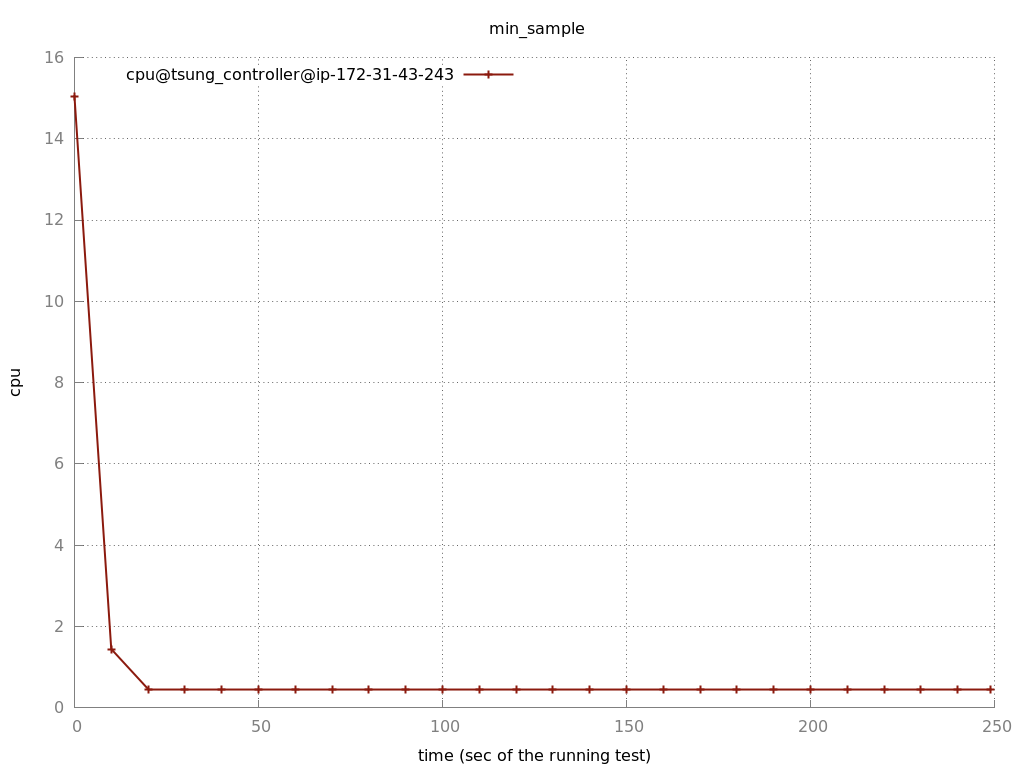 min_sample
cpu@tsung_controller@ip-172-31-43-243
16
14
12
10
8
6
4
2
0
cpu
0 50 100 150 200 250
time (sec of the running test)